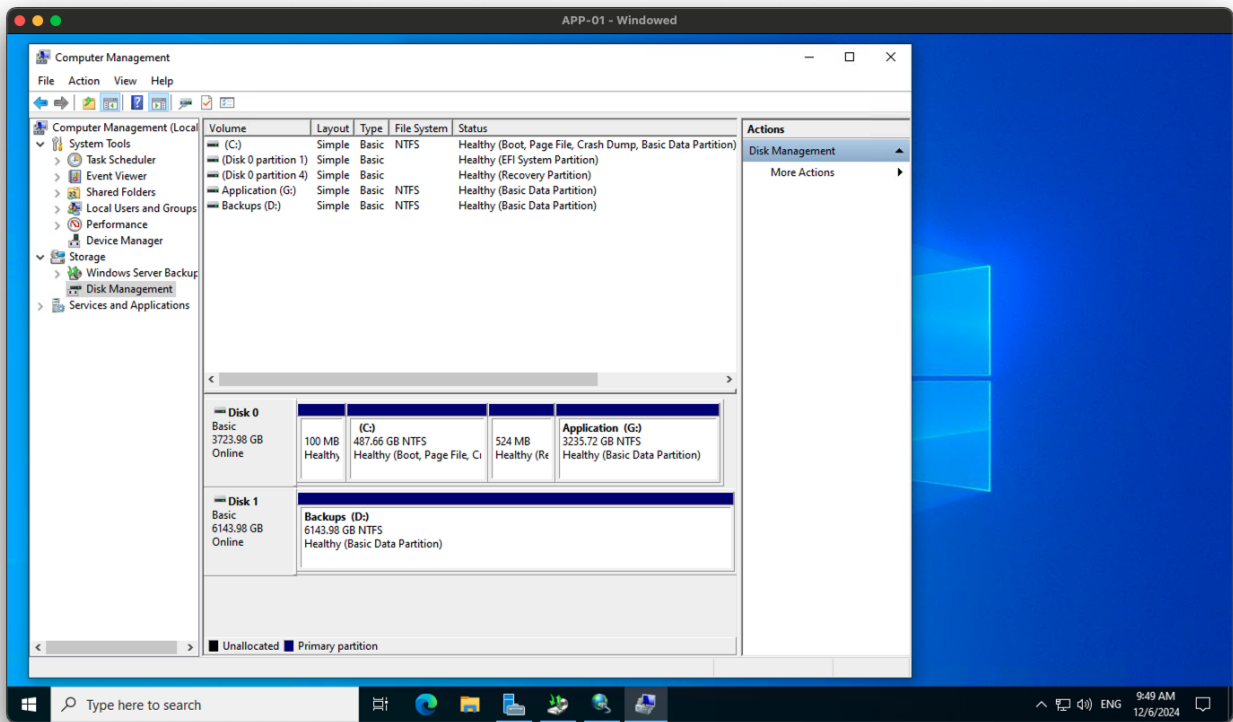 APP-01 - Windowed
Computer Management
File Action View Help
Computer Management (Local
System Tools
Task Scheduler
Event Viewer
Shared Folders
Local Users and Groups
Performance
Device Manager
Storage
Windows Server Backup
Disk Management
Services and Applications
Volume Layout Type File System Status
(C:) Simple Basic NTFS Healthy (Boot, Page File, Crash Dump, Basic Data Partition)
(Disk 0 partition 1) Simple Basic Healthy (EFI System Partition)
(Disk 0 partition 4) Simple Basic Healthy (Recovery Partition)
Application (G:) Simple Basic NTFS Healthy (Basic Data Partition)
Backups (D:) Simple Basic NTFS Healthy (Basic Data Partition)
Disk 0
Basic
3723.98 GB
Online
100 MB
Healthy
(C:)
487.66 GB NTFS
Healthy (Boot, Page File, Cr
524 MB
Healthy (Re
Application (G:)
3235.72 GB NTFS
Healthy (Basic Data Partition)
Disk 1
Basic
6143.98 GB
Online
Backups (D:)
6143.98 GB NTFS
Healthy (Basic Data Partition)
Unallocated Primary partition
Actions
Disk Management
More Actions
Type here to search
ENG
9:49 AM
12/6/2024